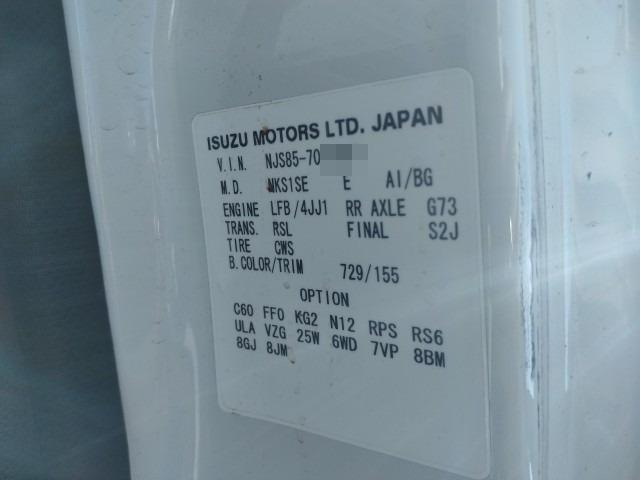 ISUZU MOTORS LTD. JAPAN
V.I.N. NJS85-70
M.D. NKS1SE E AI/BG
ENGINE LFB/4JJ1 RR AXLE G73
TRANS. RSL FINAL S2J
TIRE CWS
B.COLOR/TRIM 729/155
OPTION
C60 FFO KG2 N12 RPS RS6
ULA VZG 25W 6WD 7VP 8BM
8GJ 8JM